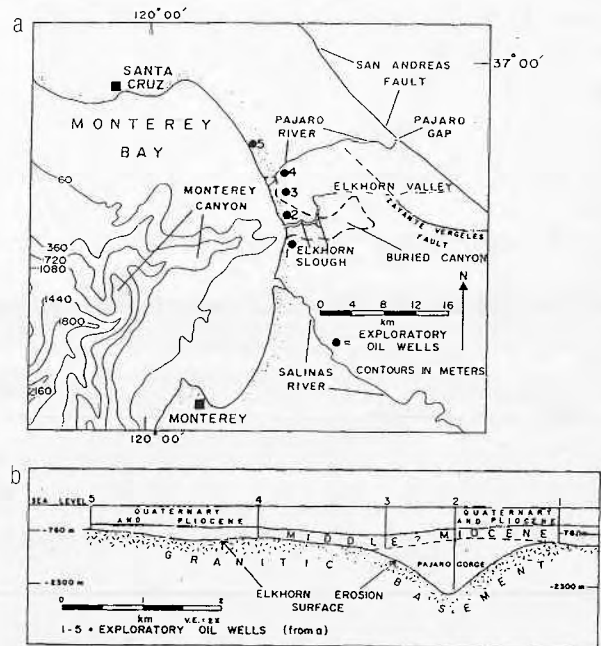 a
120° 00'
37° 00'
SANTA
CRUZ
SAN ANDREAS
FAULT
MONTEREY
BAY
PAJARO
RIVER
PAJARO
GAP
5
4
3
2
1
60
MONTEREY
CANYON
ELKHORN VALLEY
ZAYANTE VERGELES
FAULT
360
720
1080
1440
1800
2160
ELKHORN
SLOUGH
BURIED CANYON
N
0 4 8 12 16
km
● =
EXPLORATORY
OIL WELLS
SALINAS
RIVER
CONTOURS IN METERS
MONTEREY
120° 00'
b
SEA LEVEL 5 4 3 2 1
QUATERNARY
AND PLIOCENE
QUATERNARY
AND PLIOCENE
-760 m
MIDDLE ? MIOCENE
GRANITIC BASEMENT
PAJARO GORGE
-2300 m
-2300 m
ELKHORN EROSION
SURFACE
0 1 2
km V.E. = 2X
1-5 = EXPLORATORY OIL WELLS (from a)